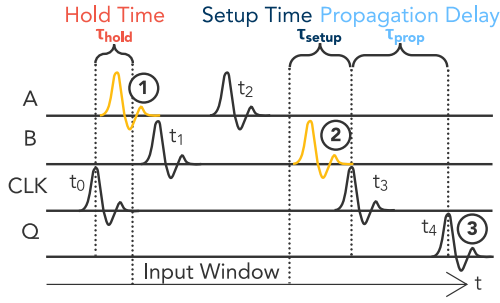 Hold Time Setup Time Propagation Delay
τhold τsetup τprop
A 1 t2
B t1 2
CLK t0 t3
Q t4 3
Input Window t